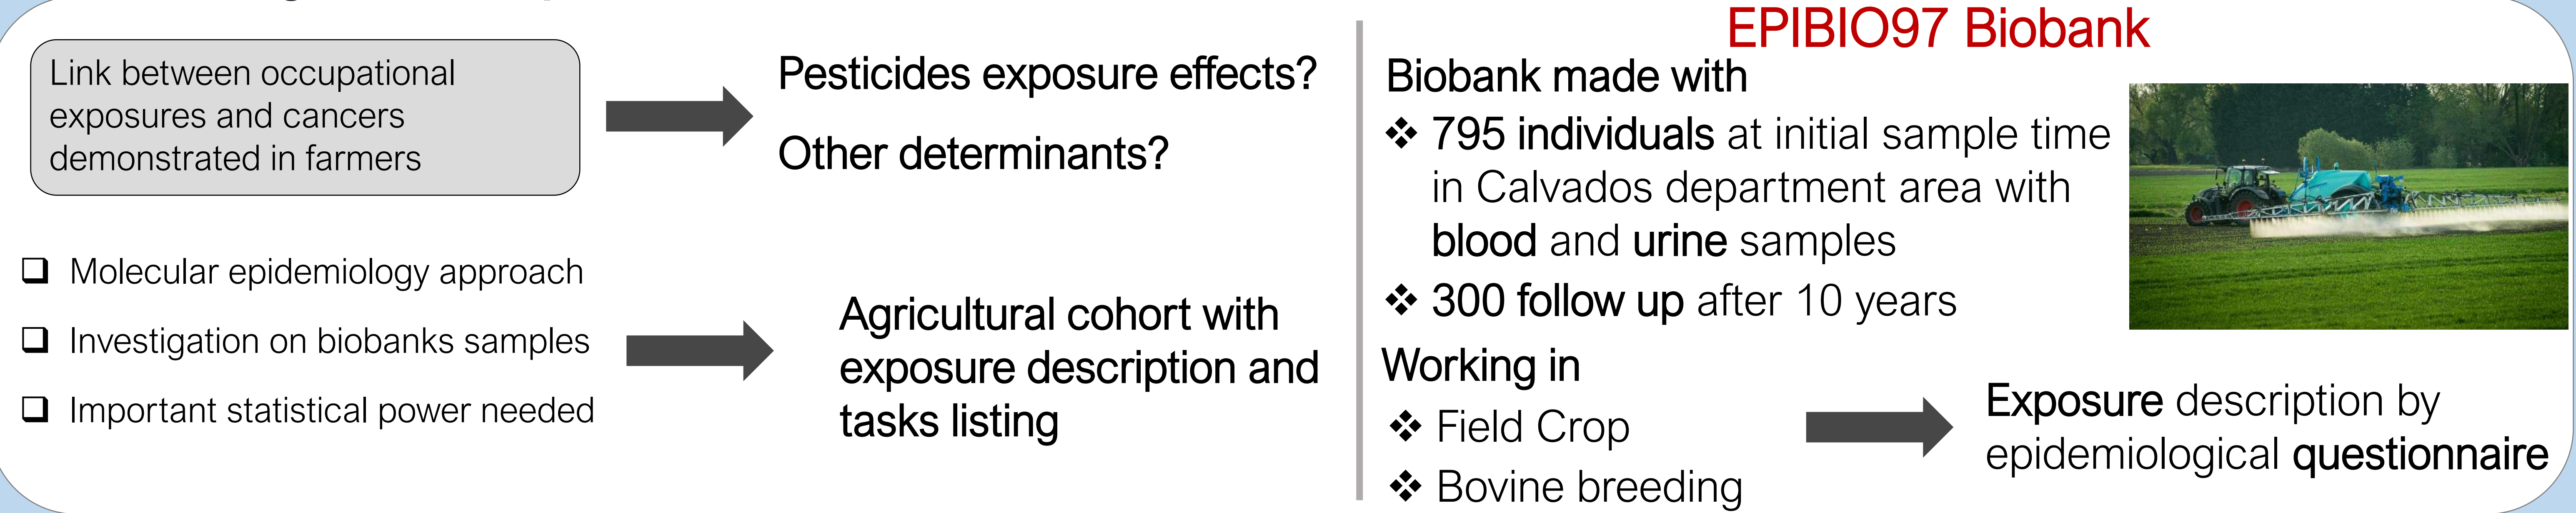 Link between occupational
exposures and cancers
demonstrated in farmers
Pesticides exposure effects?
Other determinants?
❑ Molecular epidemiology approach
❑ Investigation on biobanks samples
❑ Important statistical power needed
Agricultural cohort with
exposure description and
tasks listing
EPIBIO97 Biobank
Biobank made with
❖ 795 individuals at initial sample time
in Calvados department area with
blood and urine samples
❖ 300 follow up after 10 years
Working in
❖ Field Crop
❖ Bovine breeding
Exposure description by
epidemiological questionnaire